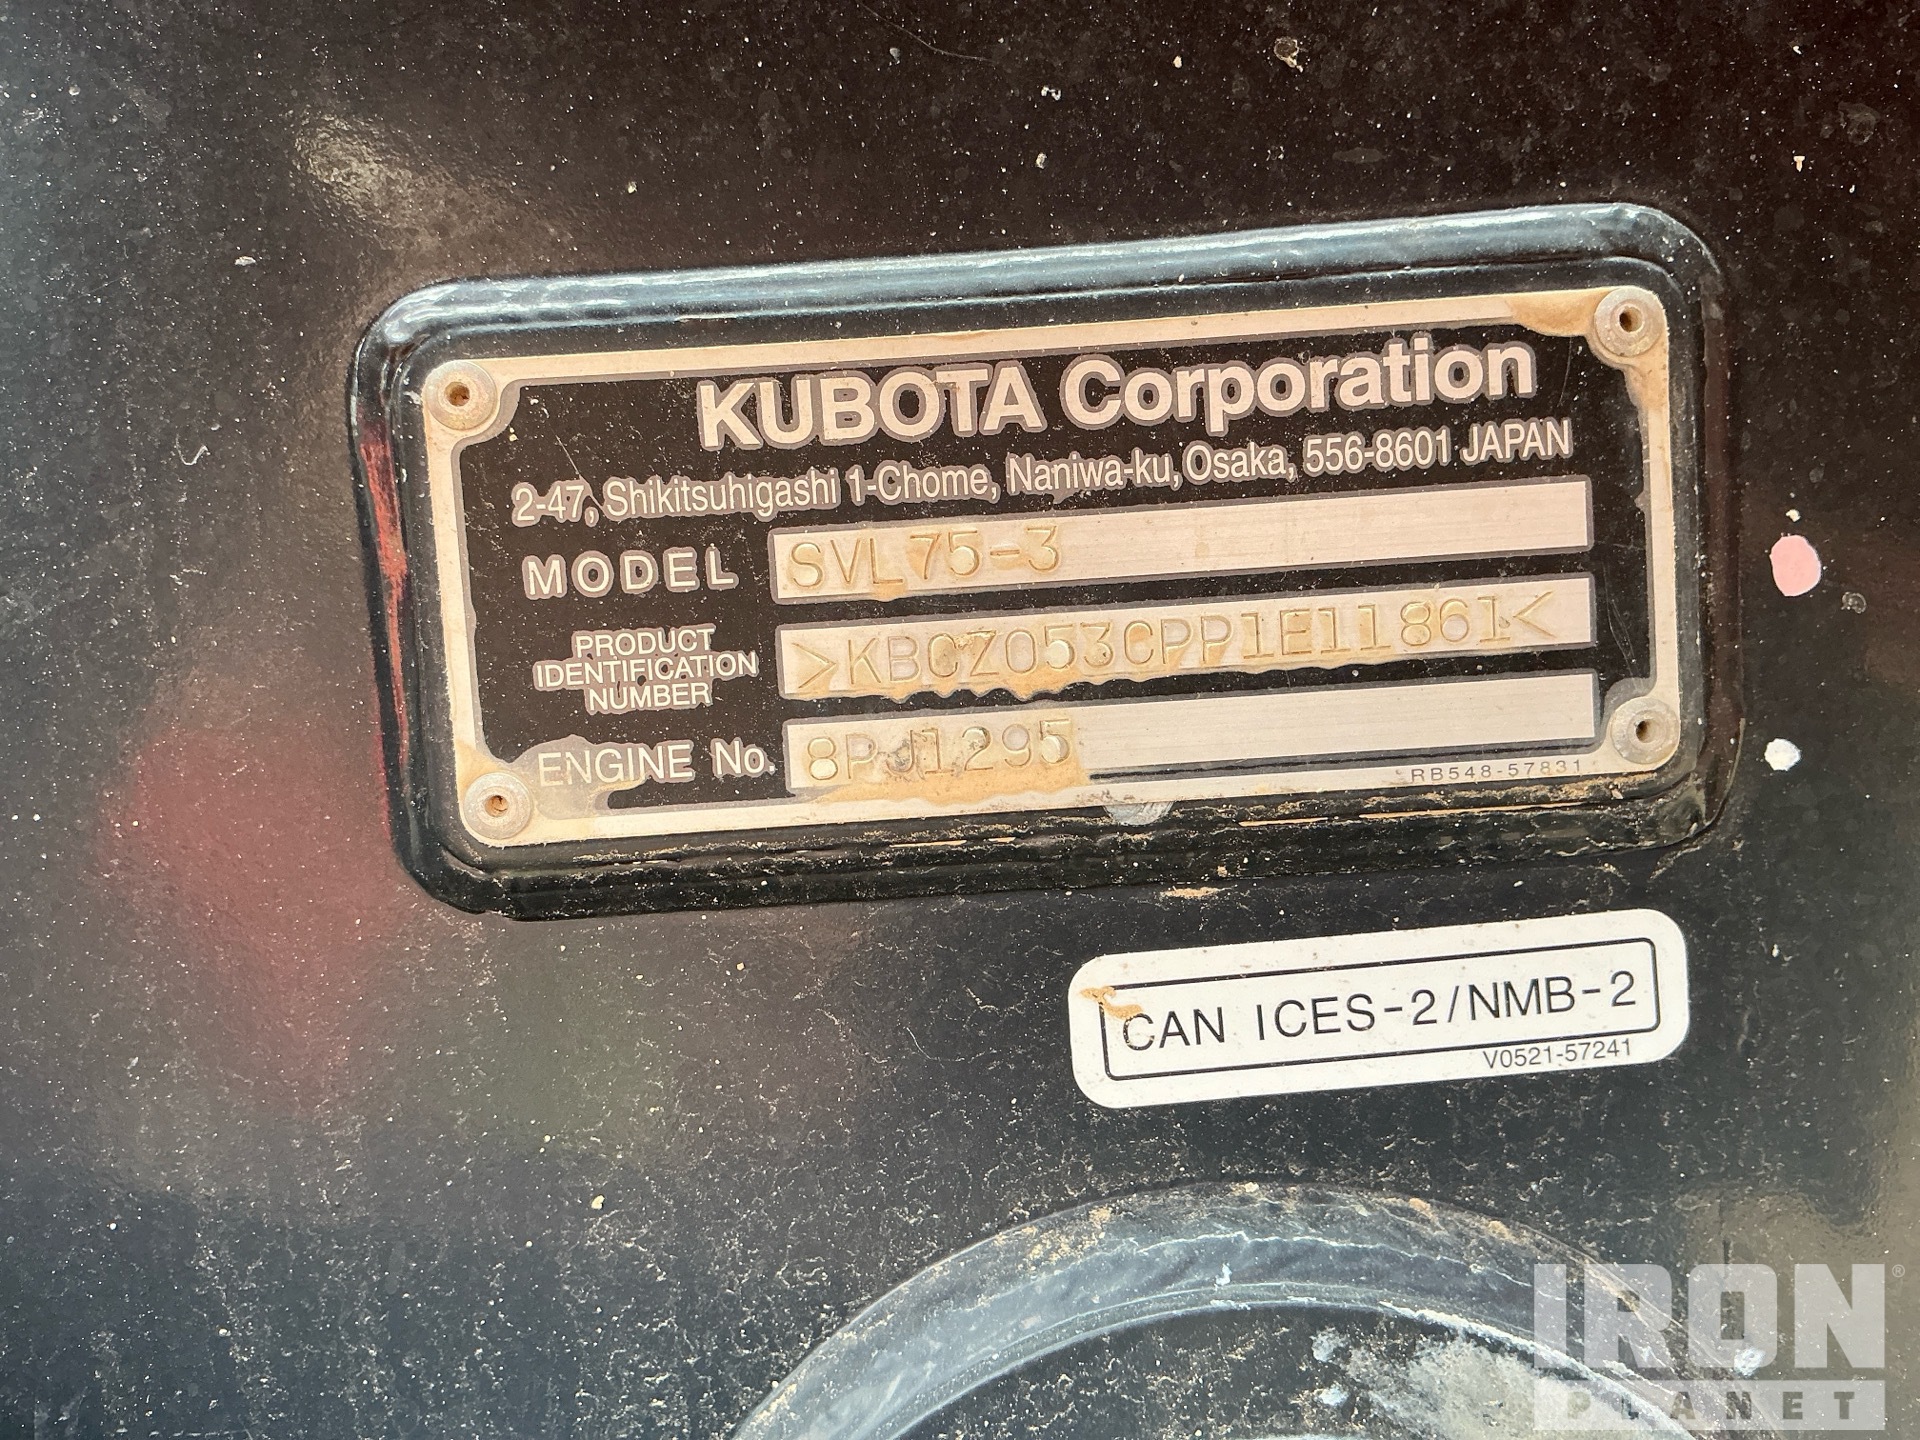 KUBOTA Corporation
2-47, Shikitsuhigashi 1-Chome, Naniwa-ku, Osaka, 556-8601 JAPAN
MODEL SVL75-3
PRODUCT
IDENTIFICATION
NUMBER
>KBCZ053CPP1E11861<
ENGINE No. 8PJ1295
RB548-57831
CAN ICES-2/NMB-2
V0521-57241
IRON®
PLANET